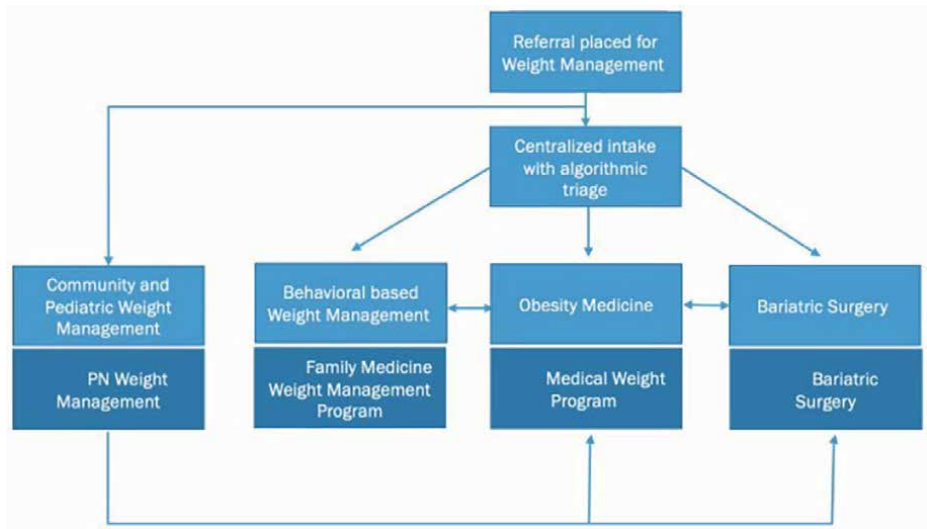 Referral placed for
Weight Management
Centralized intake
with algorithmic
triage
Community and
Pediatric Weight
Management
PN Weight
Management
Behavioral based
Weight Management
Family Medicine
Weight Management
Program
Obesity Medicine
Medical Weight
Program
Bariatric Surgery
Bariatric
Surgery